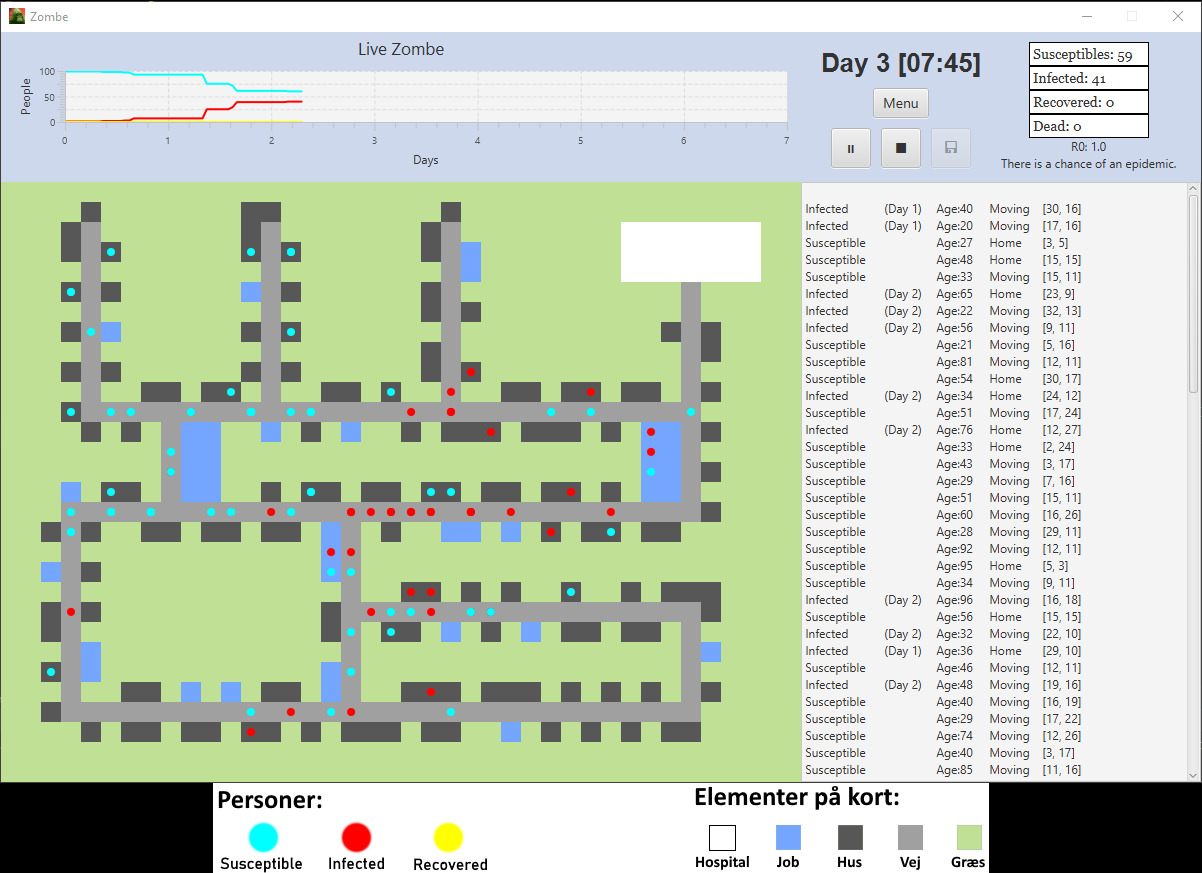 Zombe
Live Zombe
People
100
50
0
0 1 2 3 4 5 6 7
Days
Day 3 [07:45]
Menu
Susceptibles: 59
Infected: 41
Recovered: 0
Dead: 0
R0: 1.0
There is a chance of an epidemic.
Infected (Day 1) Age:40 Moving [30, 16]
Infected (Day 1) Age:20 Moving [17, 16]
Susceptible Age:27 Home [3, 5]
Susceptible Age:48 Home [15, 15]
Susceptible Age:33 Moving [15, 11]
Infected (Day 2) Age:65 Home [23, 9]
Infected (Day 2) Age:22 Moving [32, 13]
Infected (Day 2) Age:56 Moving [9, 11]
Susceptible Age:21 Moving [5, 16]
Susceptible Age:81 Moving [12, 11]
Susceptible Age:54 Home [30, 17]
Infected (Day 2) Age:34 Home [24, 12]
Susceptible Age:51 Moving [17, 24]
Infected (Day 2) Age:76 Home [12, 27]
Susceptible Age:33 Home [2, 24]
Susceptible Age:43 Moving [3, 17]
Susceptible Age:29 Moving [7, 16]
Susceptible Age:51 Moving [15, 11]
Susceptible Age:60 Moving [16, 26]
Susceptible Age:28 Moving [29, 11]
Susceptible Age:92 Moving [12, 11]
Susceptible Age:95 Home [5, 3]
Susceptible Age:34 Moving [9, 11]
Infected (Day 2) Age:96 Moving [16, 18]
Susceptible Age:56 Home [15, 15]
Infected (Day 2) Age:32 Moving [22, 10]
Infected (Day 1) Age:36 Home [29, 10]
Susceptible Age:46 Moving [12, 11]
Infected (Day 2) Age:48 Moving [19, 16]
Susceptible Age:40 Moving [16, 19]
Susceptible Age:29 Moving [17, 22]
Susceptible Age:74 Moving [12, 26]
Susceptible Age:40 Moving [3, 17]
Susceptible Age:85 Moving [11, 16]
Personer:
Susceptible Infected Recovered
Elementer på kort:
Hospital Job Hus Vej Græs